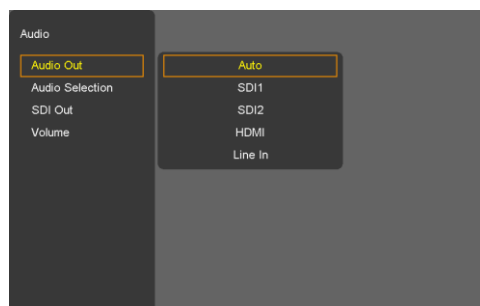 Audio
Audio Out
Audio Selection
SDI Out
Volume
Auto
SDI1
SDI2
HDMI
Line In